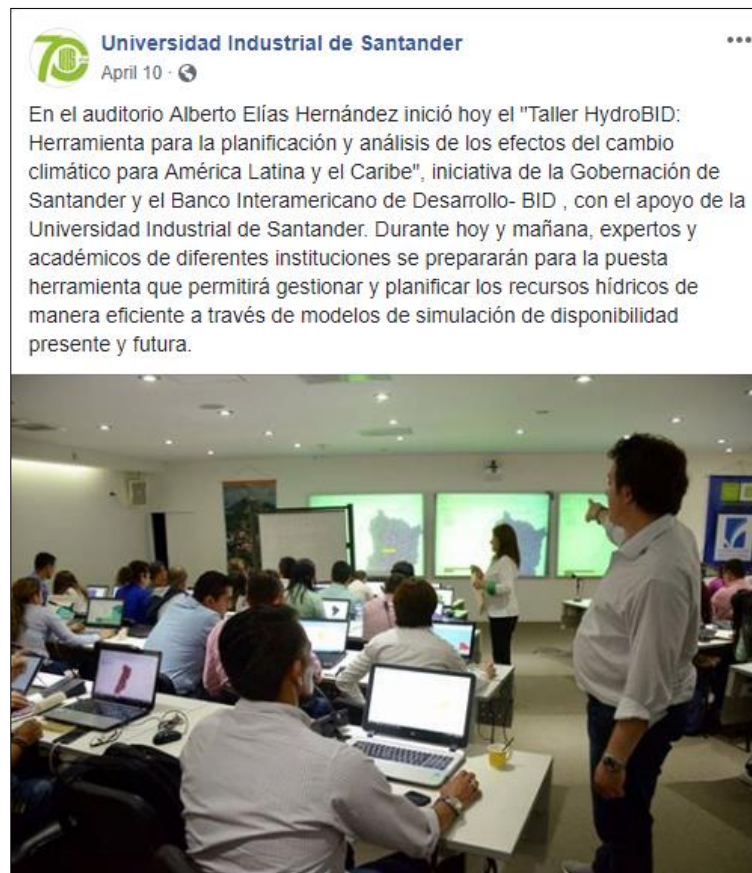 70
Universidad Industrial de Santander
April 10 ·
En el auditorio Alberto Elías Hernández inició hoy el "Taller HydroBID:
Herramienta para la planificación y análisis de los efectos del cambio
climático para América Latina y el Caribe", iniciativa de la Gobernación de
Santander y el Banco Interamericano de Desarrollo- BID , con el apoyo de la
Universidad Industrial de Santander. Durante hoy y mañana, expertos y
académicos de diferentes instituciones se prepararán para la puesta
herramienta que permitirá gestionar y planificar los recursos hídricos de
manera eficiente a través de modelos de simulación de disponibilidad
presente y futura.